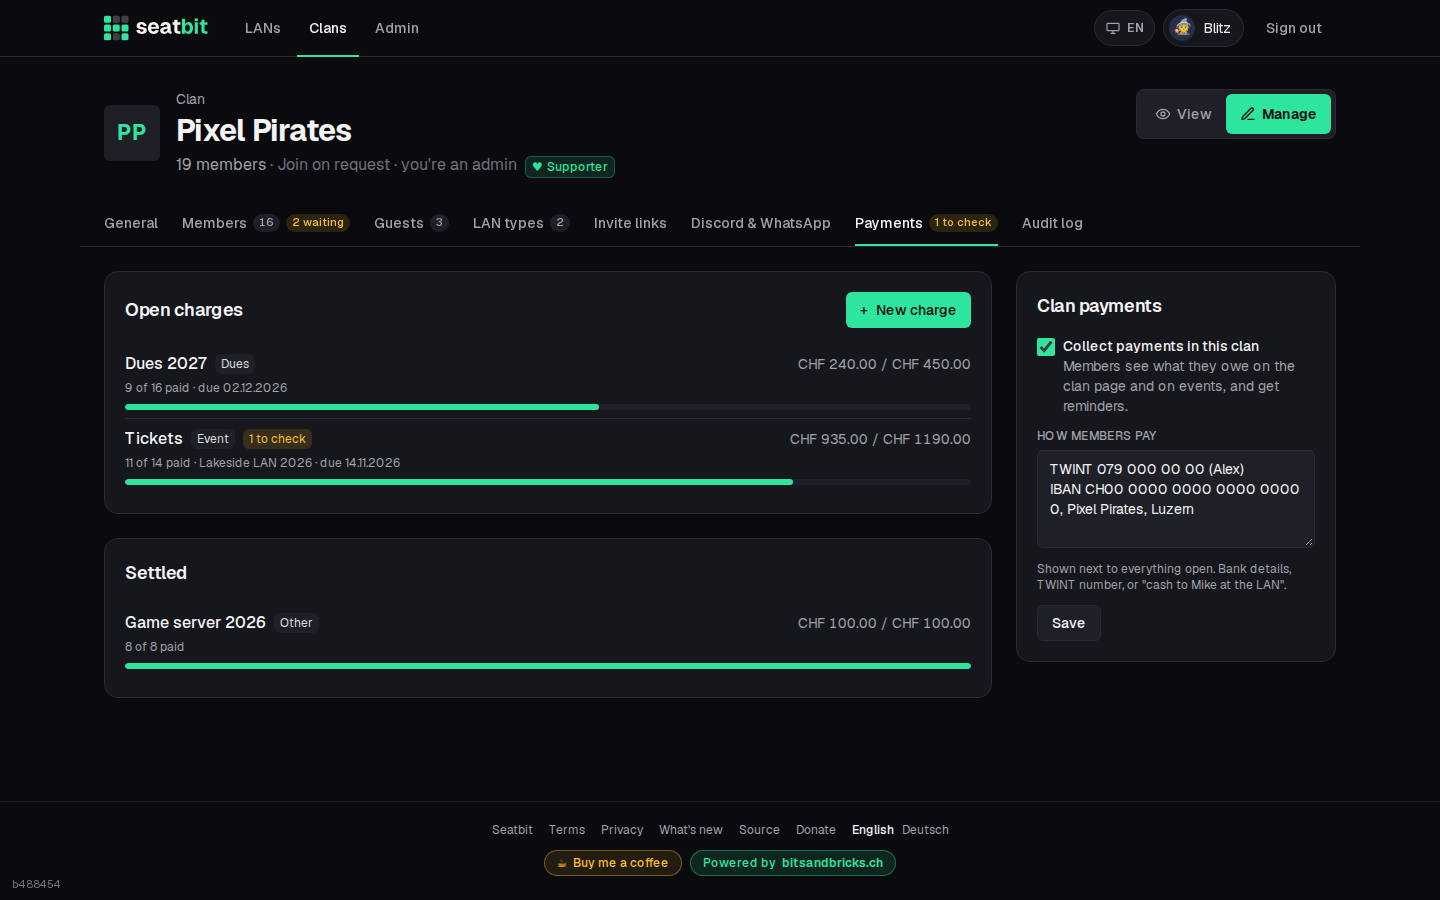 seatbit LANs Clans Admin EN Blitz Sign out
PP
Clan
Pixel Pirates
19 members · Join on request · you're an admin ♥ Supporter
View Manage
General Members 16 2 waiting Guests 3 LAN types 2 Invite links Discord & WhatsApp Payments 1 to check Audit log
Open charges + New charge
Dues 2027 Dues CHF 240.00 / CHF 450.00
9 of 16 paid · due 02.12.2026
Tickets Event 1 to check CHF 935.00 / CHF 1190.00
11 of 14 paid · Lakeside LAN 2026 · due 14.11.2026
Settled
Game server 2026 Other CHF 100.00 / CHF 100.00
8 of 8 paid
Clan payments
Collect payments in this clan
Members see what they owe on the
clan page and on events, and get
reminders.
HOW MEMBERS PAY
TWINT 079 000 00 00 (Alex)
IBAN CH00 0000 0000 0000 0000
0, Pixel Pirates, Luzern
Shown next to everything open. Bank details,
TWINT number, or "cash to Mike at the LAN".
Save
Seatbit Terms Privacy What's new Source Donate English Deutsch
Buy me a coffee Powered by bitsandbricks.ch
b488454